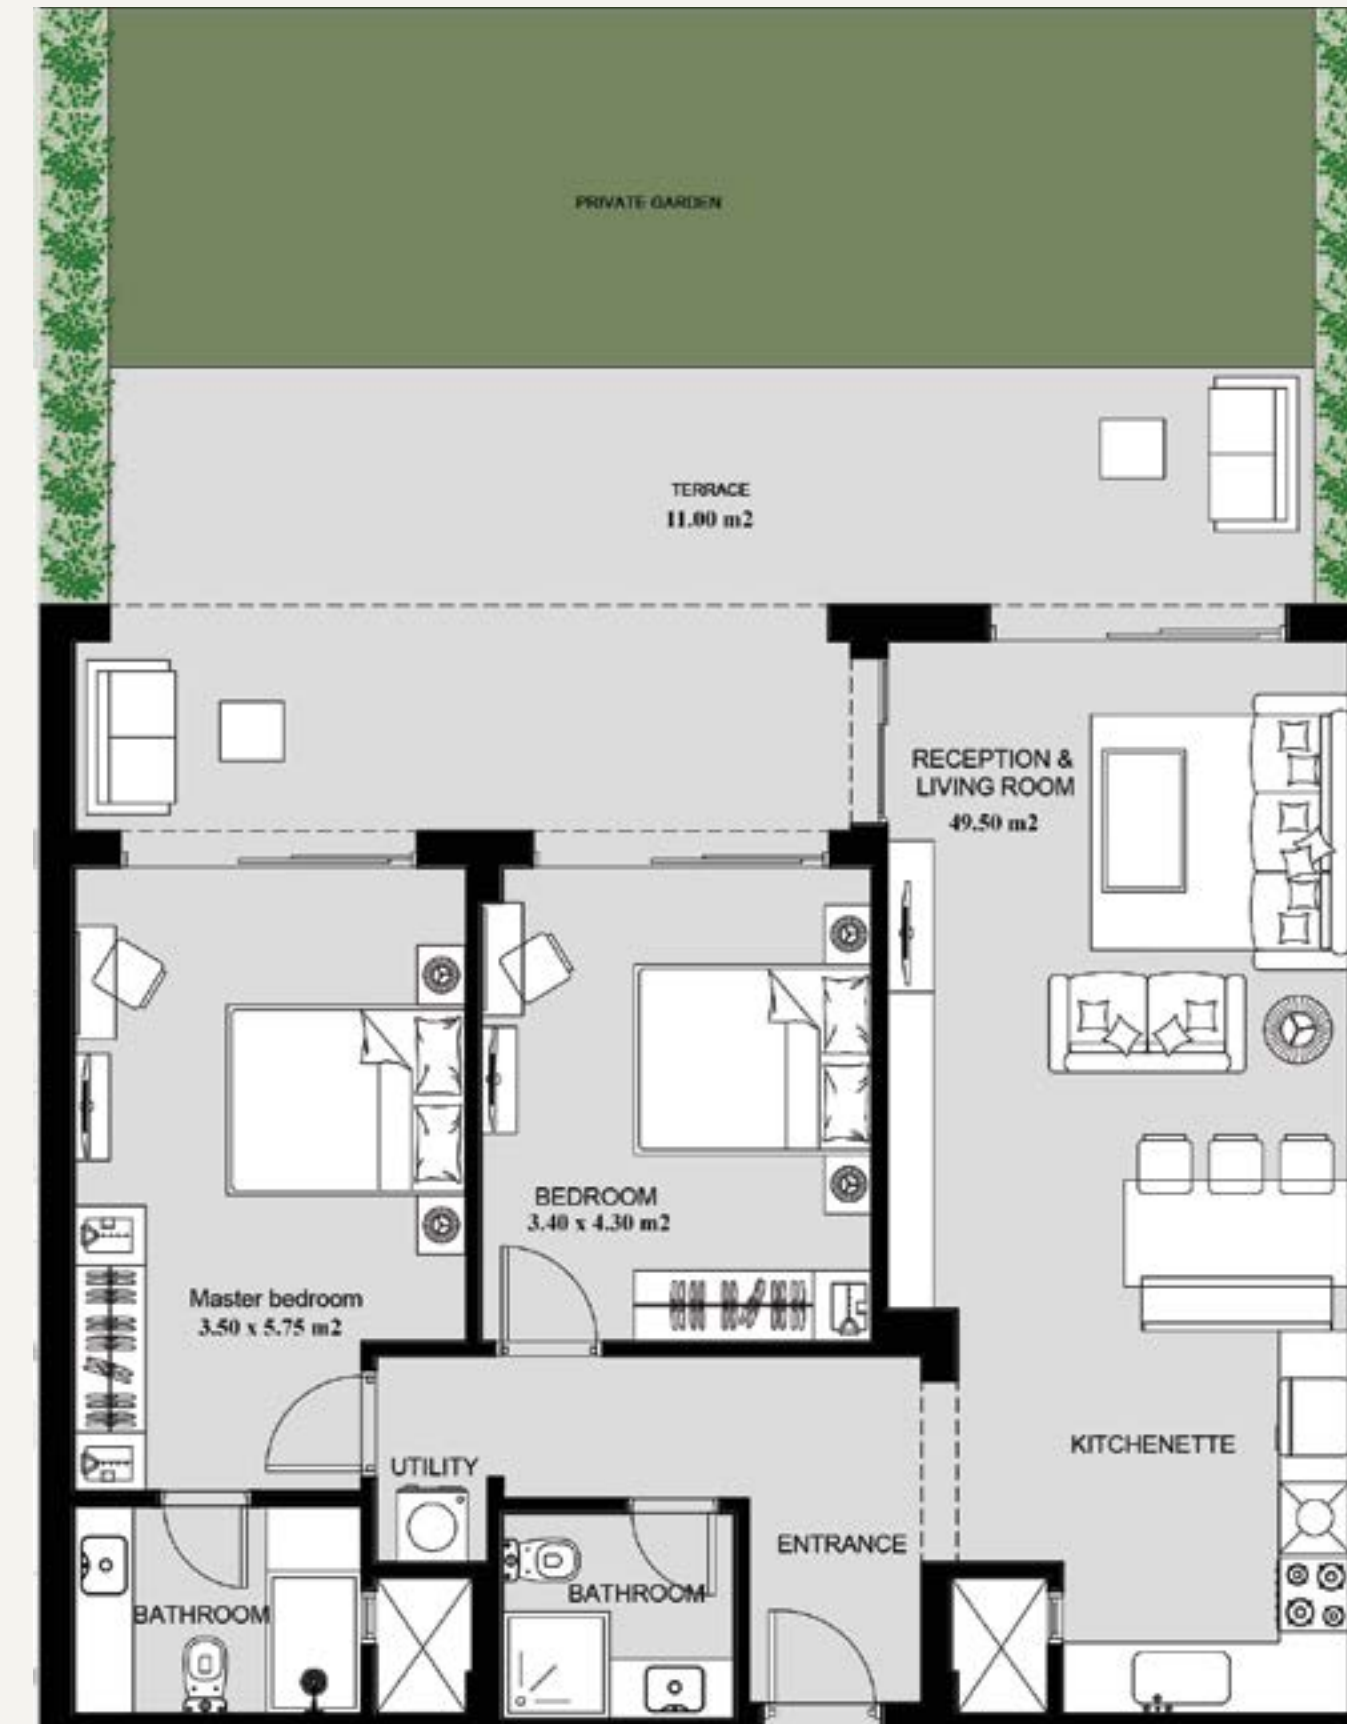 PRIVATE GARDEN
TERRACE
11.00 m2
RECEPTION &
LIVING ROOM
49.50 m2
BEDROOM
3.40 x 4.30 m2
Master bedroom
3.50 x 5.75 m2
KITCHENETTE
UTILITY
ENTRANCE
BATHROOM
BATHROOM